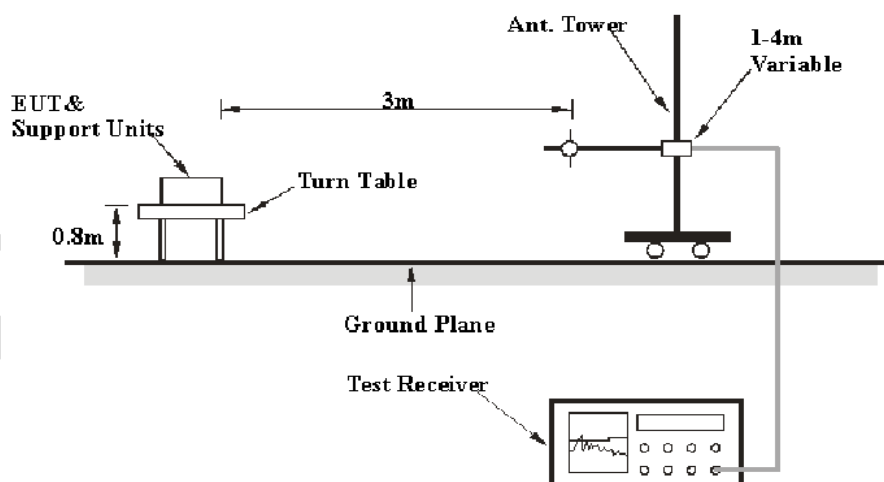 Ant. Tower
1-4m
Variable
3m
EUT&
Support Units
Turn Table
0.8m
Ground Plane
Test Receiver